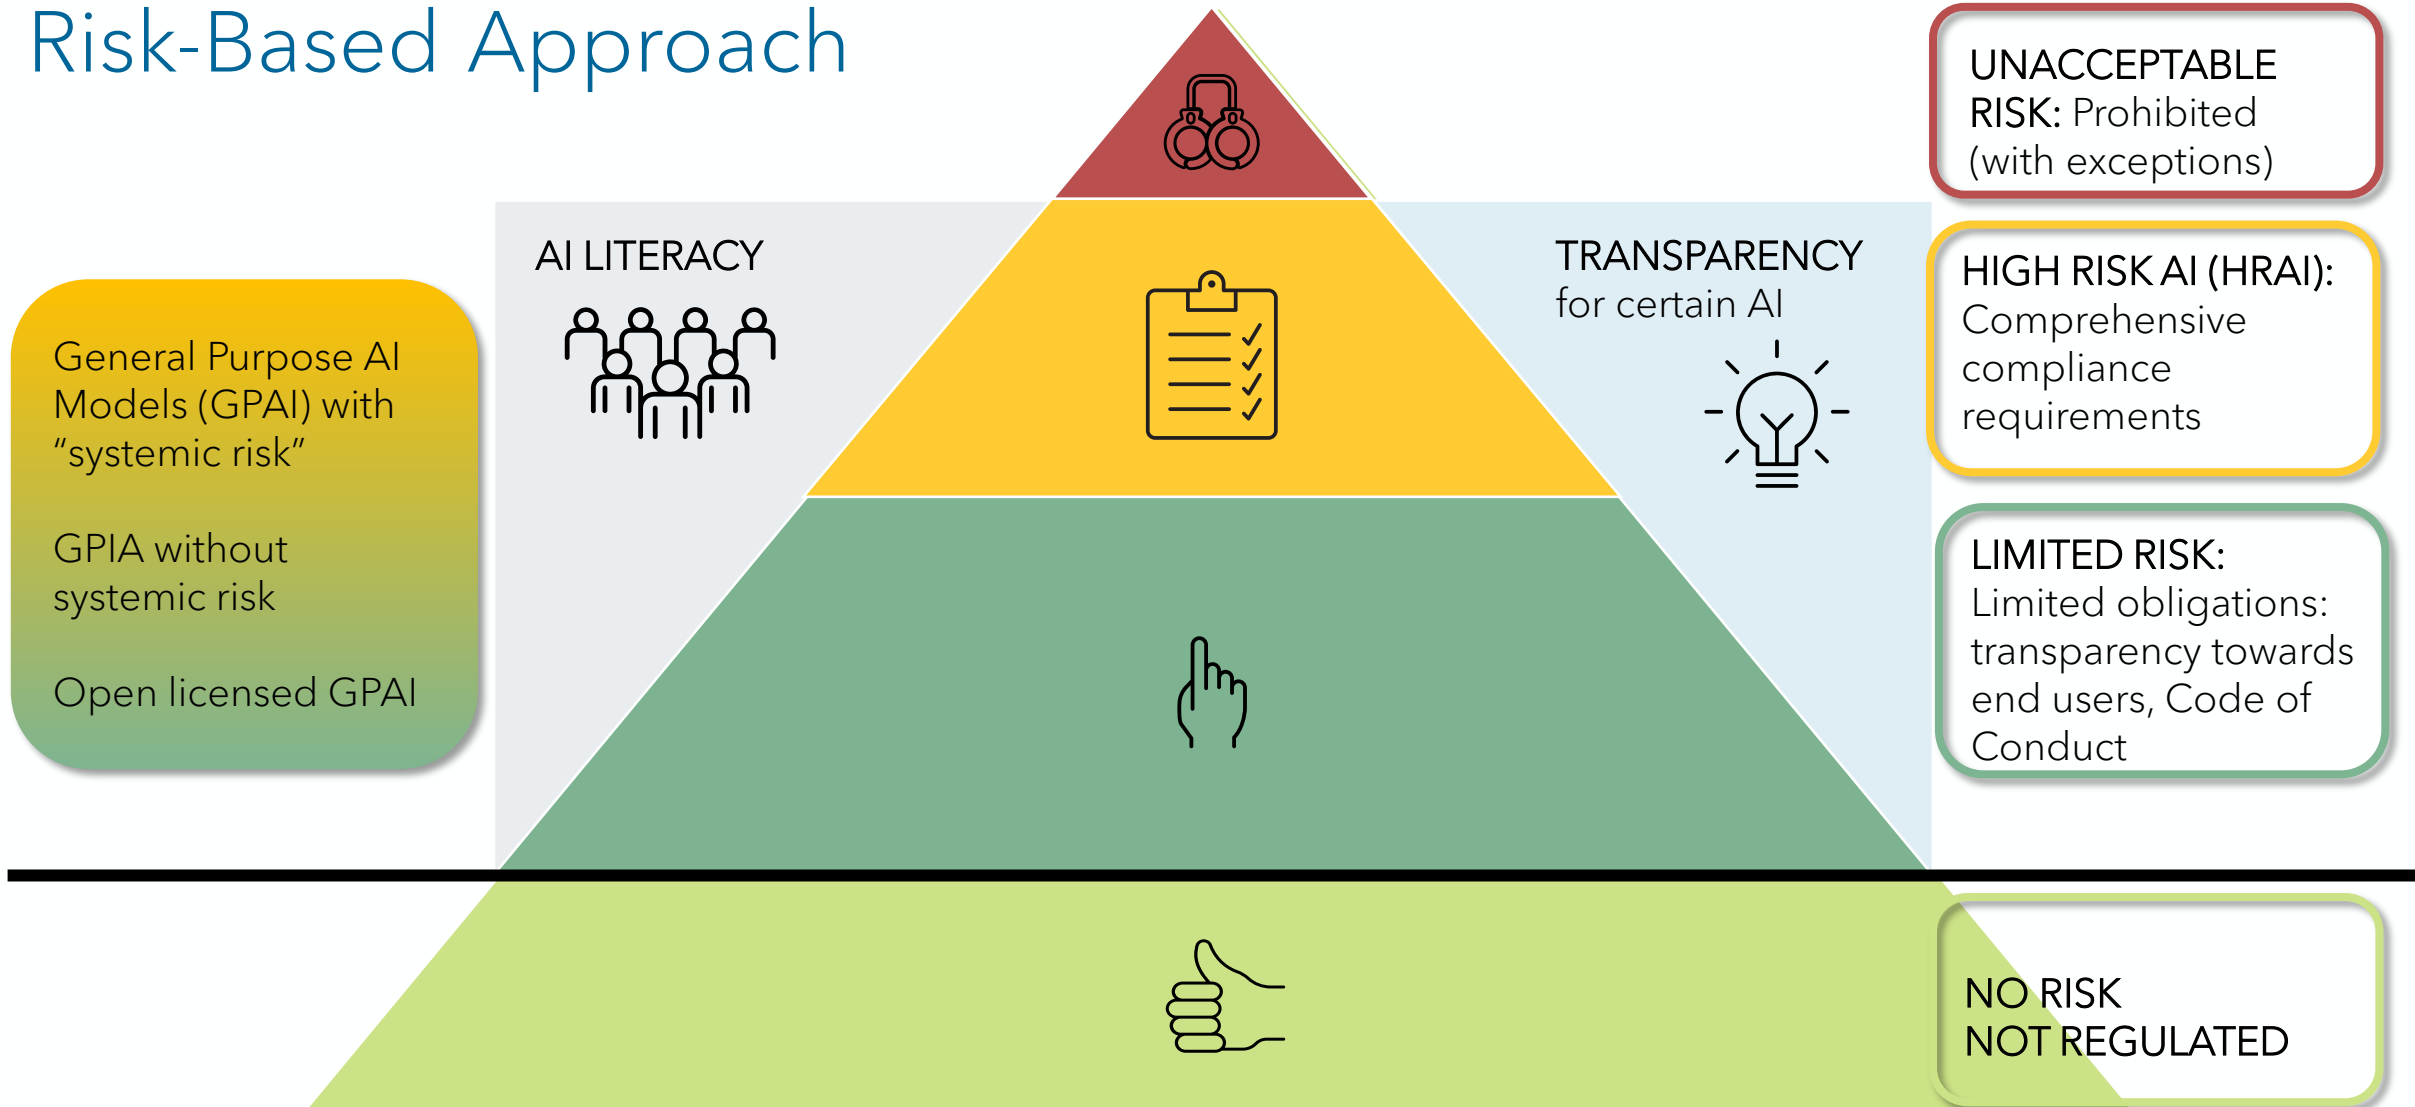 Risk-Based Approach
UNACCEPTABLE
RISK: Prohibited
(with exceptions)
AI LITERACY
TRANSPARENCY
for certain AI
HIGH RISK AI (HRAI):
Comprehensive
compliance
requirements
General Purpose AI
Models (GPAI) with
“systemic risk”
GPIA without
systemic risk
Open licensed GPAI
LIMITED RISK:
Limited obligations:
transparency towards
end users, Code of
Conduct
NO RISK
NOT REGULATED